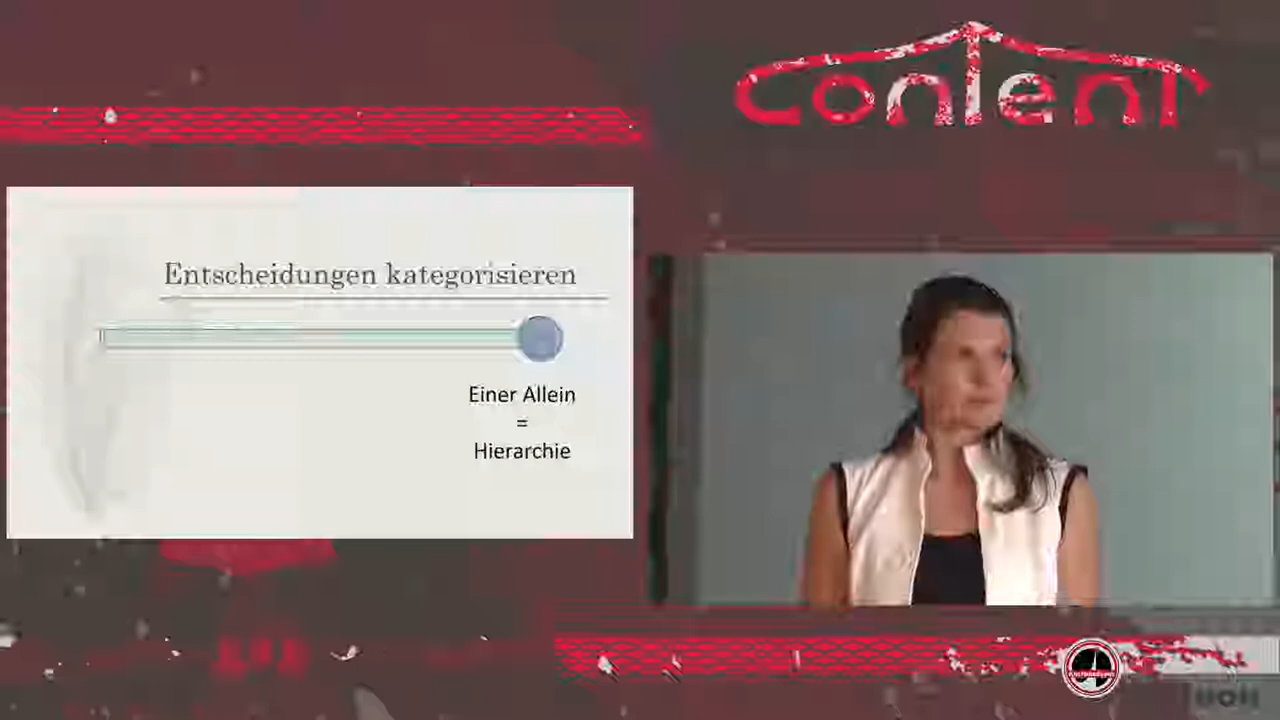 conTenT
Entscheidungen kategorisieren
Einer Allein
=
Hierarchie